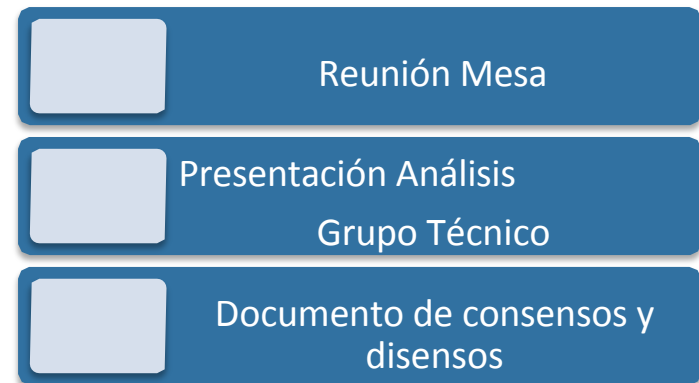 Reunión Mesa
Presentación Análisis
Grupo Técnico
Documento de consensos y
disensos